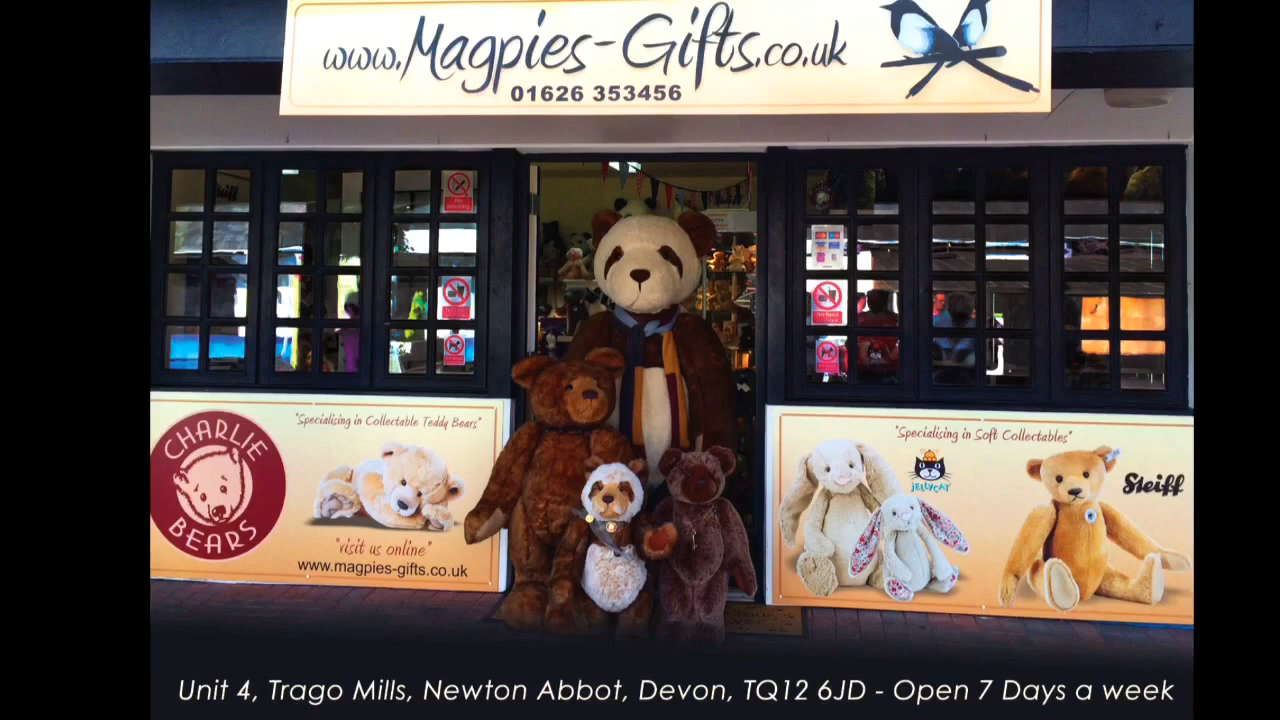 www.Magpies-Gifts.co.uk
01626 353456
"Specialising in Collectable Teddy Bears"
CHARLIE
BEARS
"visit us online"
www.magpies-gifts.co.uk
"Specialising in Soft Collectables"
JELLYCAT
Steiff
Unit 4, Trago Mills, Newton Abbot, Devon, TQ12 6JD - Open 7 Days a week